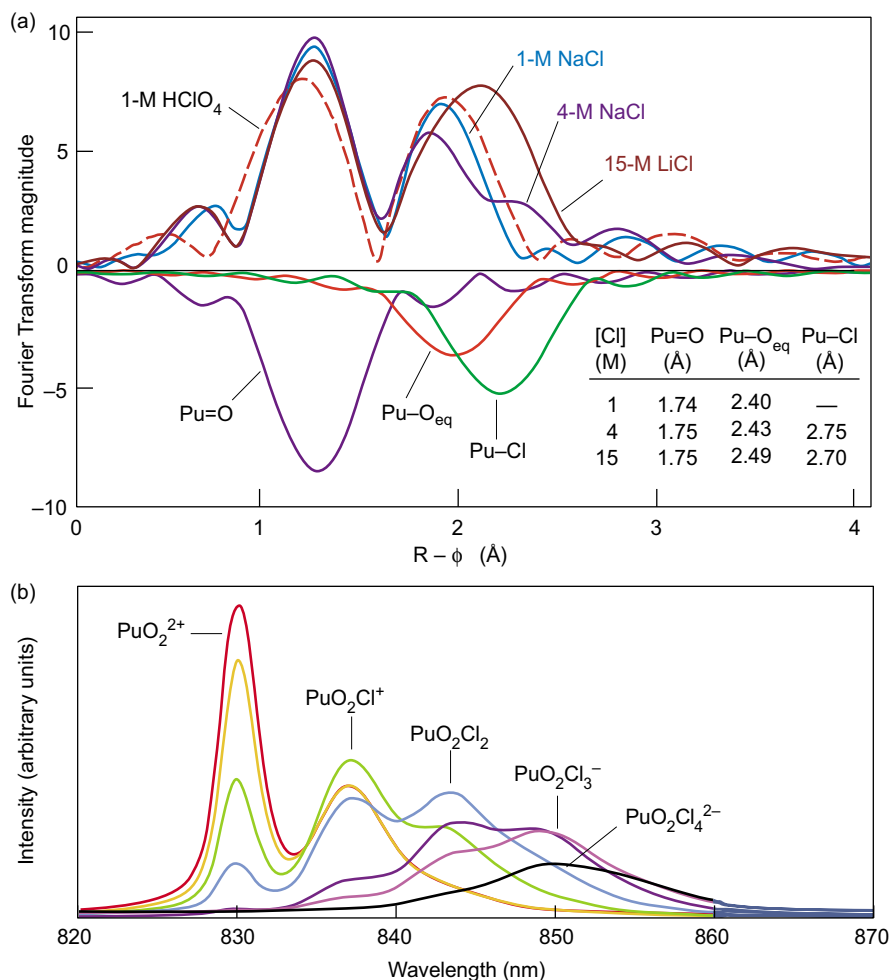 (a)
10
5
0
–5
–10
Fourier Transform magnitude
1-M HClO₄
1-M NaCl
4-M NaCl
15-M LiCl
Pu=O
Pu–Oeq
Pu–Cl
[Cl] Pu=O Pu–Oeq Pu–Cl
(M) (Å) (Å) (Å)
1 1.74 2.40 —
4 1.75 2.43 2.75
15 1.75 2.49 2.70
0 1 2 3 4
R – ϕ (Å)
(b)
Intensity (arbitrary units)
PuO₂²⁺
PuO₂Cl⁺
PuO₂Cl₂
PuO₂Cl₃⁻
PuO₂Cl₄²⁻
820 830 840 850 860 870
Wavelength (nm)